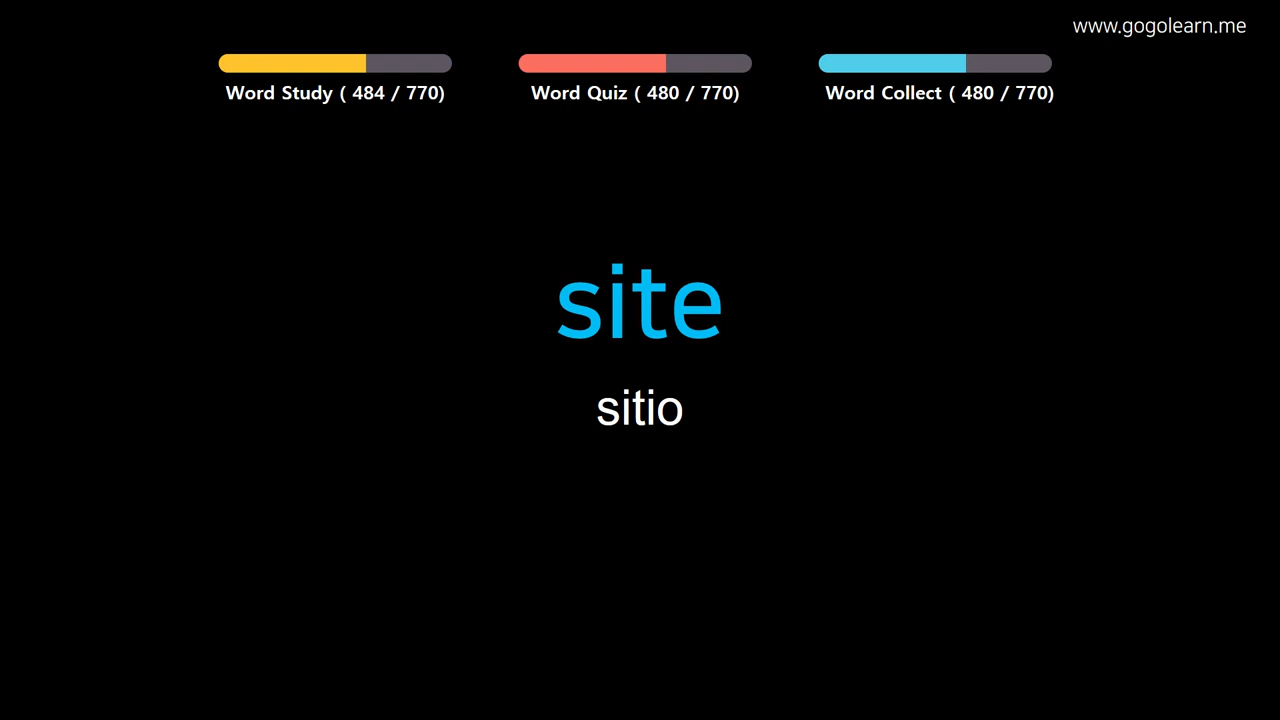 www.gogolearn.me
Word Study ( 484 / 770)
Word Quiz ( 480 / 770)
Word Collect ( 480 / 770)
site
sitio